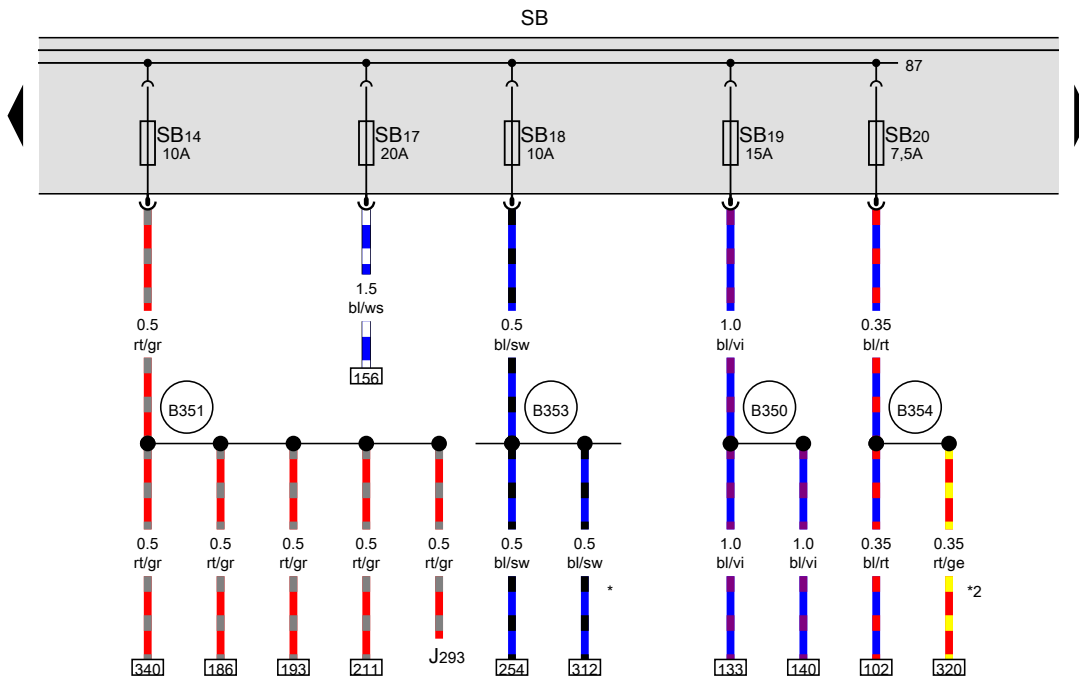 SB
87
SB14
10A
SB17
20A
SB18
10A
SB19
15A
SB20
7,5A
1.5
bl/ws
0.5
rt/gr
0.5
bl/sw
1.0
bl/vi
0.35
bl/rt
156
B351
B353
B350
B354
0.5
rt/gr
0.5
rt/gr
0.5
rt/gr
0.5
rt/gr
0.5
rt/gr
0.5
bl/sw
0.5
bl/sw
*
1.0
bl/vi
1.0
bl/vi
0.35
bl/rt
0.35
rt/ge
*2
340
186
193
211
J293
254
312
133
140
102
320